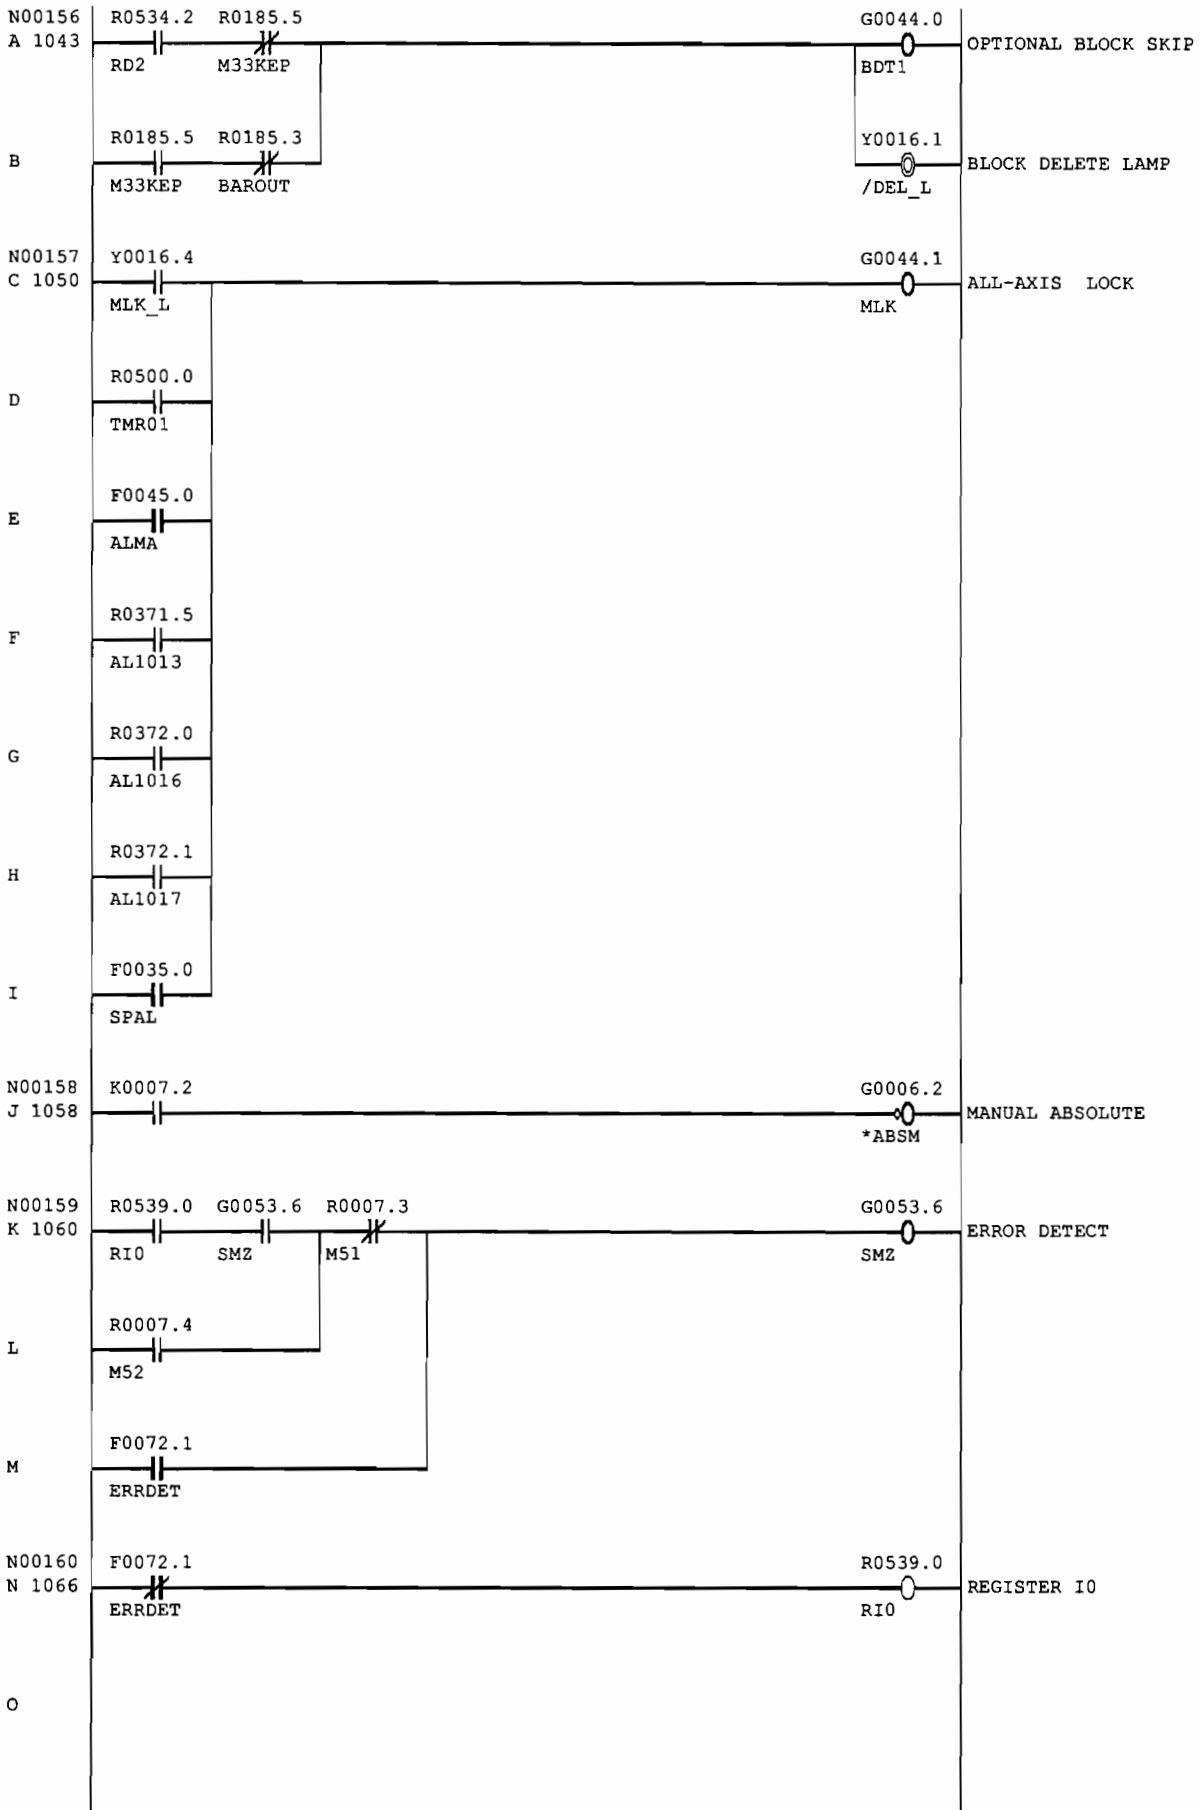 N00156 R0534.2 R0185.5 G0044.0
A 1043 OPTIONAL BLOCK SKIP
RD2 M33KEP BDT1
R0185.5 R0185.3 Y0016.1
B BLOCK DELETE LAMP
M33KEP BAROUT /DEL_L
N00157 Y0016.4 G0044.1
C 1050 ALL-AXIS LOCK
MLK_L MLK
R0500.0
D
TMR01
F0045.0
E
ALMA
R0371.5
F
AL1013
R0372.0
G
AL1016
R0372.1
H
AL1017
F0035.0
I
SPAL
N00158 K0007.2 G0006.2
J 1058 MANUAL ABSOLUTE
*ABSM
N00159 R0539.0 G0053.6 R0007.3 G0053.6
K 1060 ERROR DETECT
RI0 SMZ M51 SMZ
R0007.4
L
M52
F0072.1
M
ERRDET
N00160 F0072.1 R0539.0
N 1066 REGISTER I0
ERRDET RI0
O